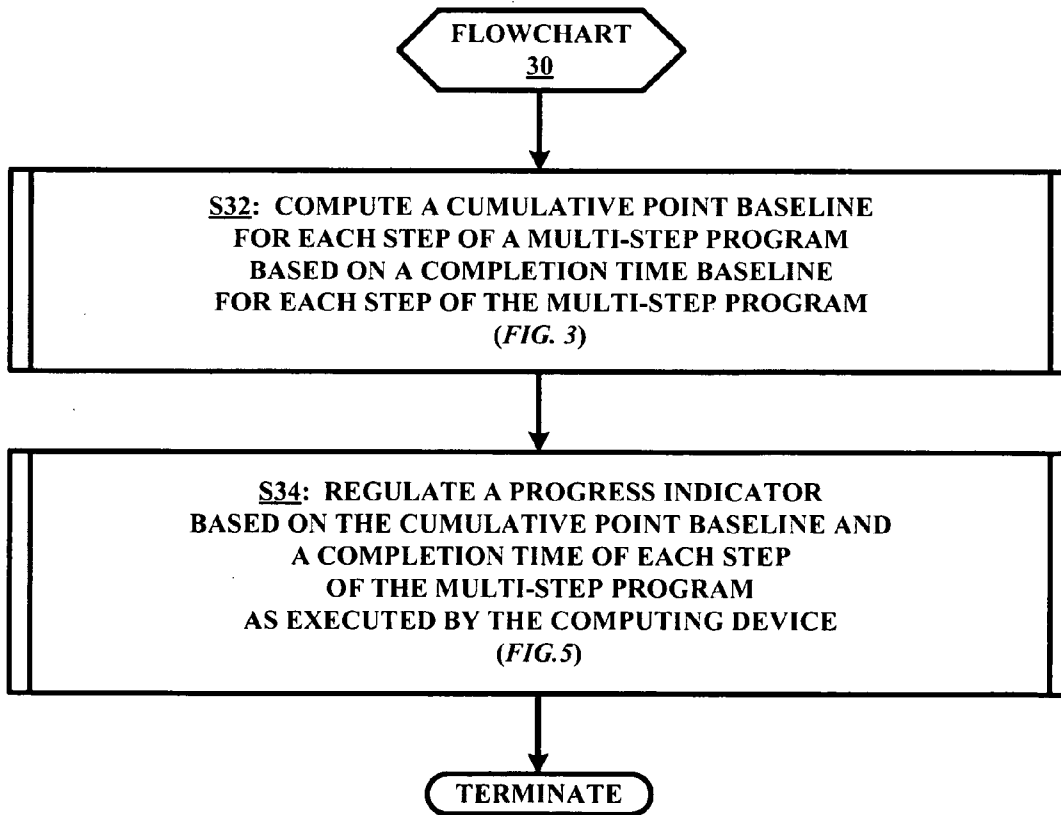 FLOWCHART
30
S32: COMPUTE A CUMULATIVE POINT BASELINE
FOR EACH STEP OF A MULTI-STEP PROGRAM
BASED ON A COMPLETION TIME BASELINE
FOR EACH STEP OF THE MULTI-STEP PROGRAM
(FIG. 3)
S34: REGULATE A PROGRESS INDICATOR
BASED ON THE CUMULATIVE POINT BASELINE AND
A COMPLETION TIME OF EACH STEP
OF THE MULTI-STEP PROGRAM
AS EXECUTED BY THE COMPUTING DEVICE
(FIG.5)
TERMINATE